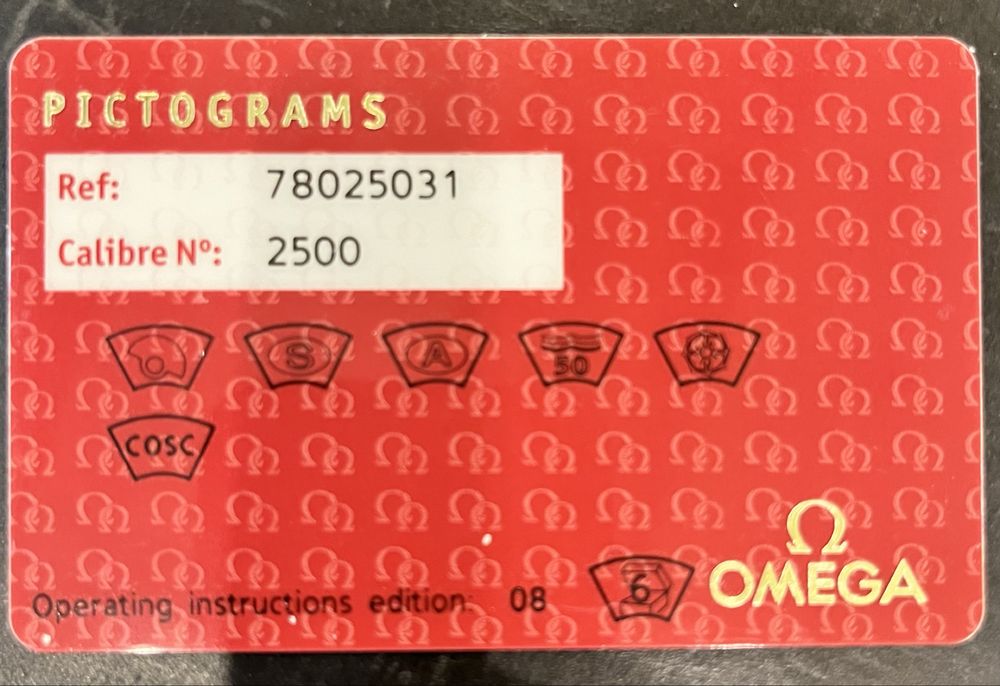 PICTOGRAMS
Ref: 78025031
Calibre Nº: 2500
S A 50
COSC
Operating instructions edition: 08 6
Ω
OMEGA